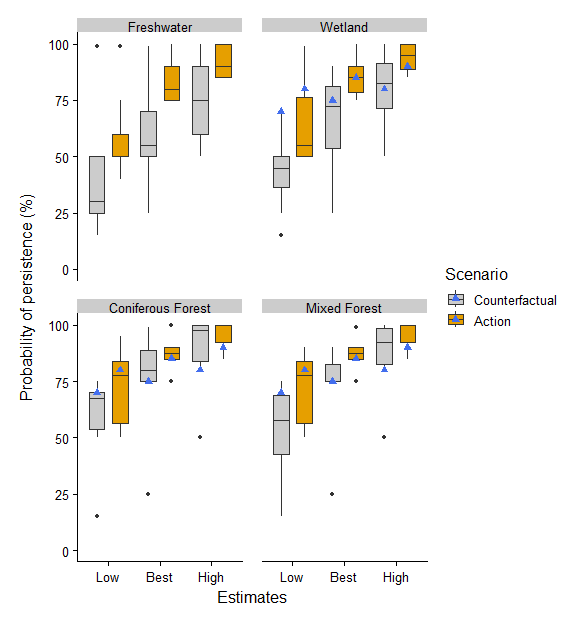 Freshwater
Wetland
100
75
50
25
0
Coniferous Forest
Mixed Forest
100
75
50
25
0
Low
Best
High
Low
Best
High
Estimates
Probability of persistence (%)
Scenario
Counterfactual
Action